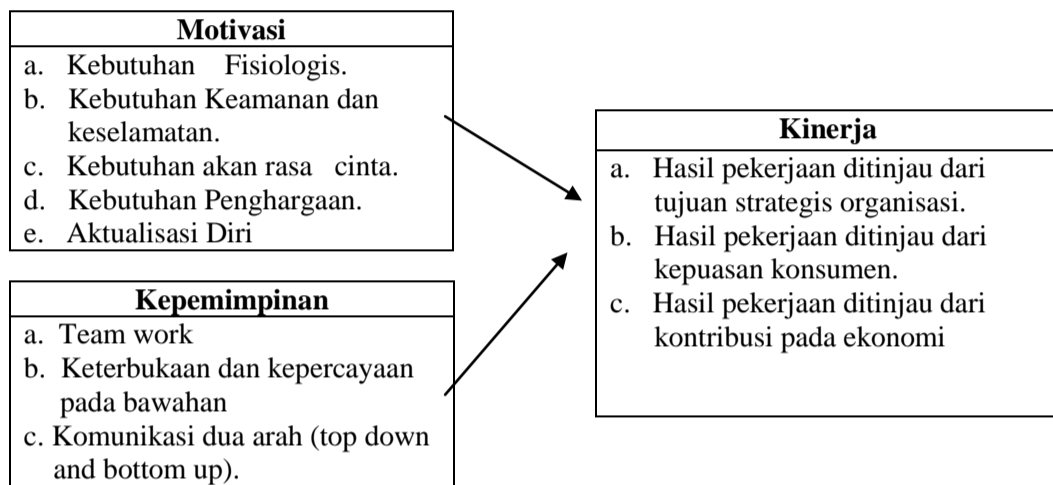 Motivasi
a. Kebutuhan Fisiologis.
b. Kebutuhan Keamanan dan
keselamatan.
c. Kebutuhan akan rasa cinta.
d. Kebutuhan Penghargaan.
e. Aktualisasi Diri
Kepemimpinan
a. Team work
b. Keterbukaan dan kepercayaan
pada bawahan
c. Komunikasi dua arah (top down
and bottom up).
Kinerja
a. Hasil pekerjaan ditinjau dari
tujuan strategis organisasi.
b. Hasil pekerjaan ditinjau dari
kepuasan konsumen.
c. Hasil pekerjaan ditinjau dari
kontribusi pada ekonomi